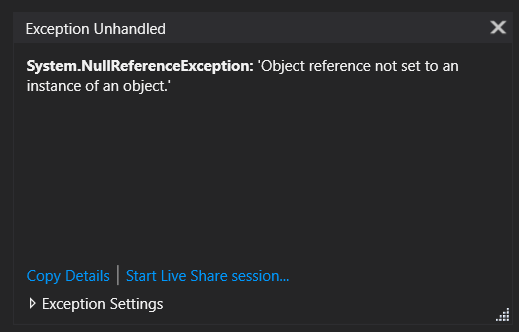 Exception Unhandled
System.NullReferenceException: 'Object reference not set to an
instance of an object.'
Copy Details | Start Live Share session...
Exception Settings